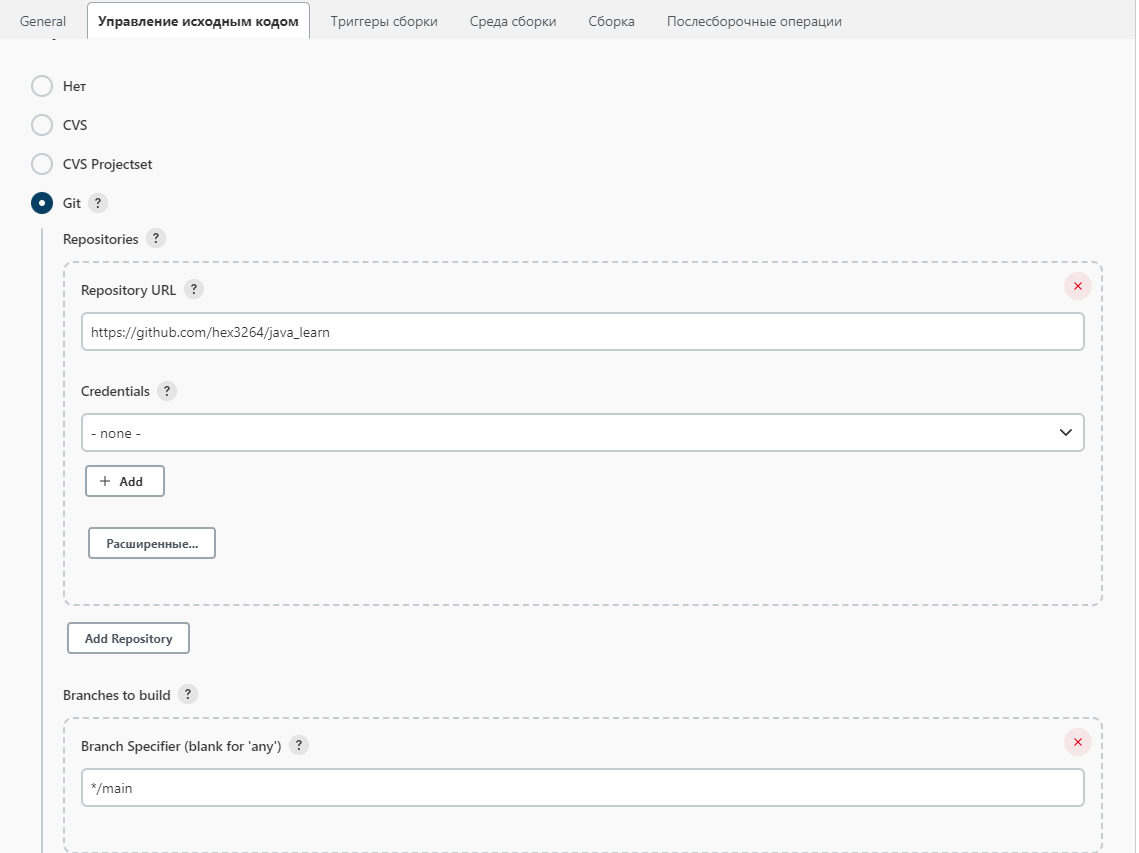 General Управление исходным кодом Триггеры сборки Среда сборки Сборка Послесборочные операции
Нет
CVS
CVS Projectset
Git ?
Repositories ?
Repository URL ?
https://github.com/hex3264/java_learn
Credentials ?
- none -
+ Add
Расширенные...
Add Repository
Branches to build ?
Branch Specifier (blank for 'any') ?
*/main